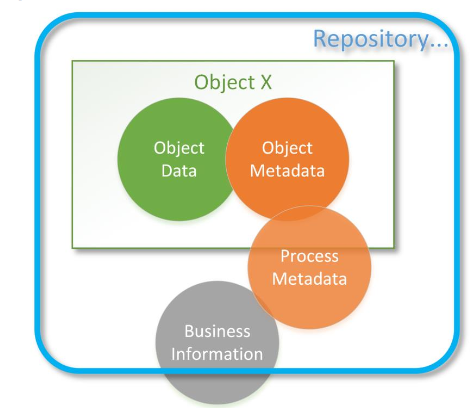 Repository...
Object X
Object
Data
Object
Metadata
Process
Metadata
Business
Information